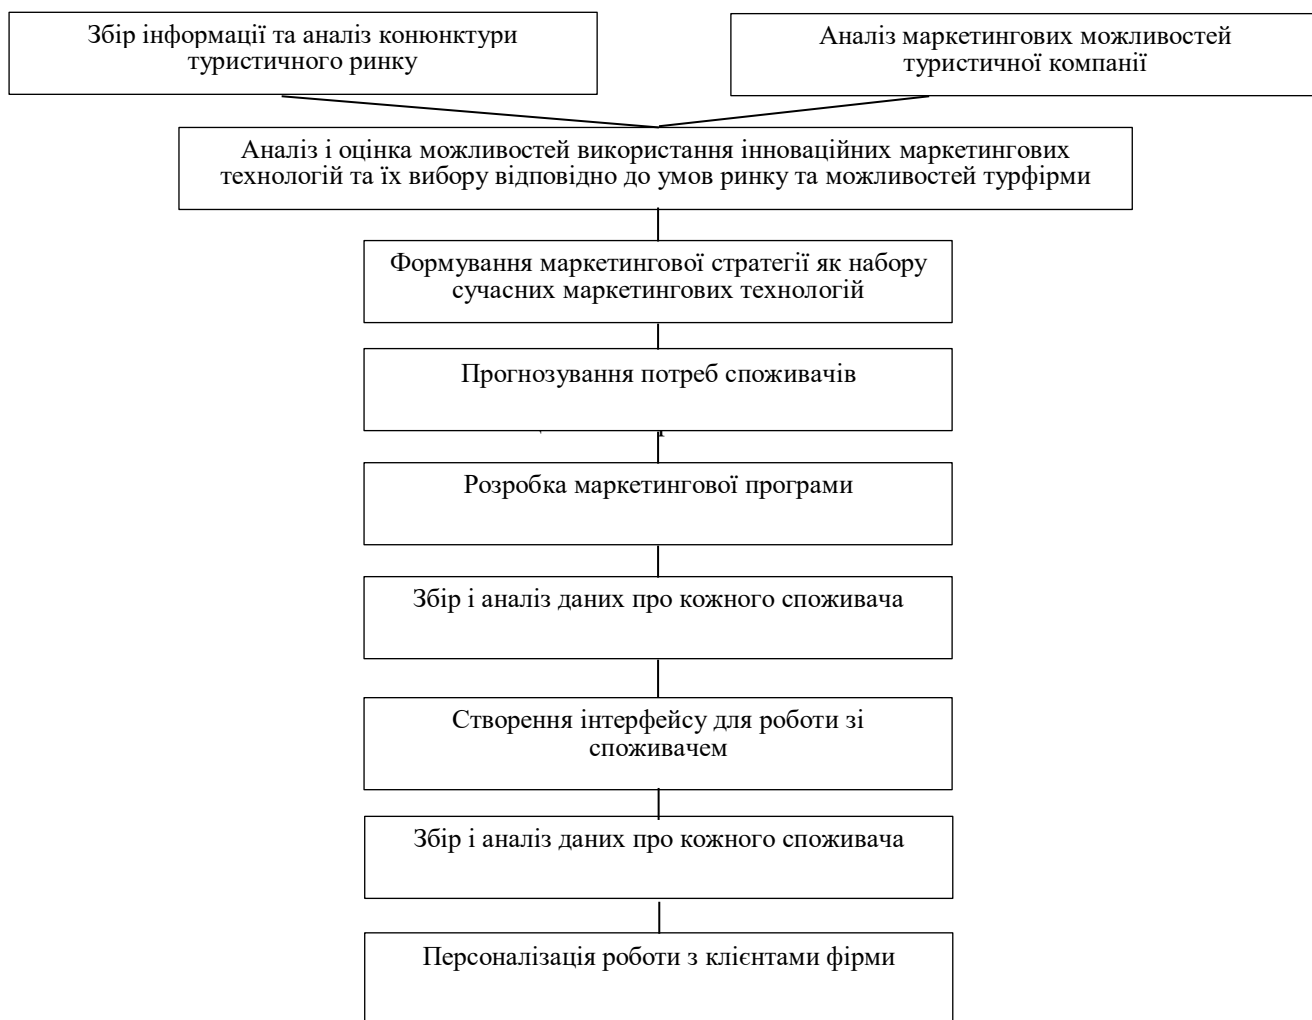 Збір інформації та аналіз конюнктури
туристичного ринку
Аналіз маркетингових можливостей
туристичної компанії
Аналіз і оцінка можливостей використання інноваційних маркетингових
технологій та їх вибору відповідно до умов ринку та можливостей турфірми
Формування маркетингової стратегії як набору
сучасних маркетингових технологій
Прогнозування потреб споживачів
Розробка маркетингової програми
Збір і аналіз даних про кожного споживача
Створення інтерфейсу для роботи зі
споживачем
Збір і аналіз даних про кожного споживача
Персоналізація роботи з клієнтами фірми